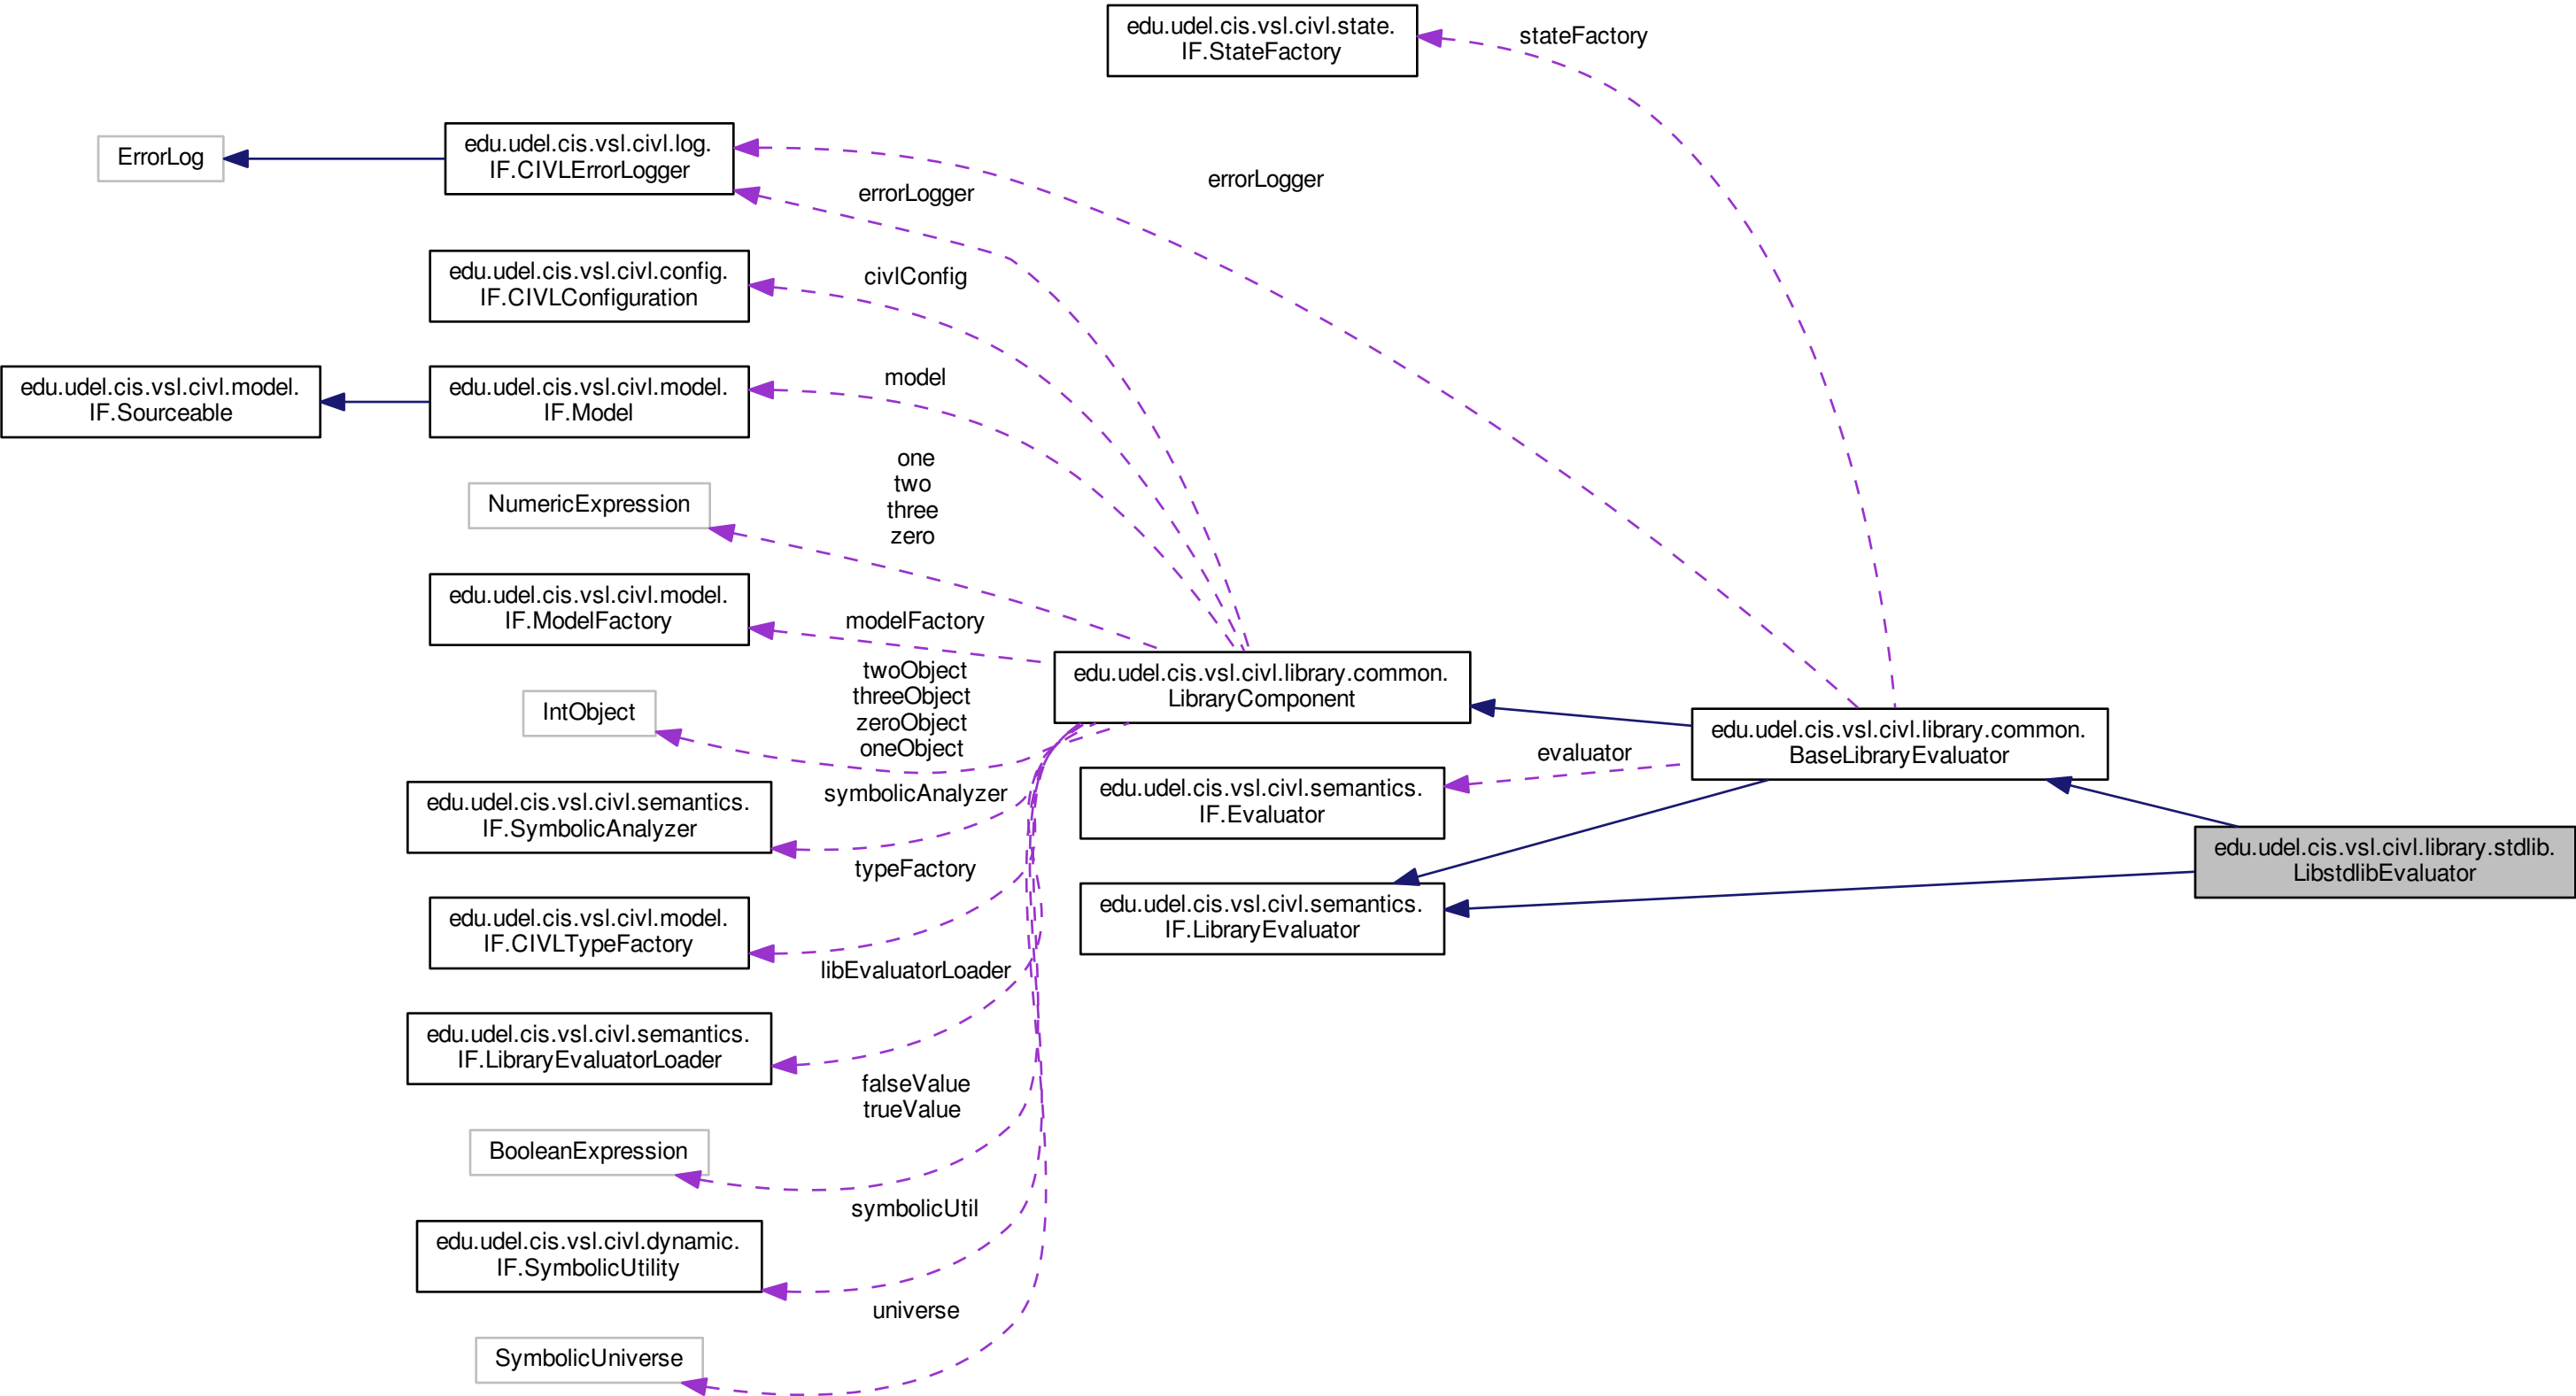 edu.udel.cis.vsl.civl.state.
IF.StateFactory
stateFactory
ErrorLog
edu.udel.cis.vsl.civl.log.
IF.CIVLErrorLogger
errorLogger
errorLogger
edu.udel.cis.vsl.civl.config.
IF.CIVLConfiguration
civlConfig
edu.udel.cis.vsl.civl.model.
IF.Sourceable
edu.udel.cis.vsl.civl.model.
IF.Model
model
NumericExpression
one
two
three
zero
edu.udel.cis.vsl.civl.model.
IF.ModelFactory
modelFactory
IntObject
twoObject
threeObject
zeroObject
oneObject
edu.udel.cis.vsl.civl.library.common.
LibraryComponent
edu.udel.cis.vsl.civl.library.common.
BaseLibraryEvaluator
edu.udel.cis.vsl.civl.semantics.
IF.SymbolicAnalyzer
symbolicAnalyzer
edu.udel.cis.vsl.civl.semantics.
IF.Evaluator
evaluator
edu.udel.cis.vsl.civl.library.stdlib.
LibstdlibEvaluator
edu.udel.cis.vsl.civl.model.
IF.CIVLTypeFactory
typeFactory
edu.udel.cis.vsl.civl.semantics.
IF.LibraryEvaluator
edu.udel.cis.vsl.civl.semantics.
IF.LibraryEvaluatorLoader
libEvaluatorLoader
BooleanExpression
falseValue
trueValue
edu.udel.cis.vsl.civl.dynamic.
IF.SymbolicUtility
symbolicUtil
SymbolicUniverse
universe